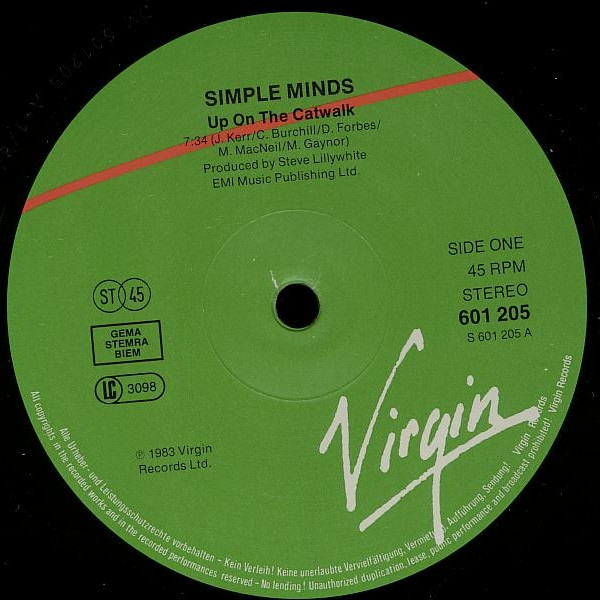 SIMPLE MINDS
Up On The Catwalk
7:34 (J. Kerr/C. Burchill/D. Forbes/
M. MacNeil/M. Gaynor)
Produced by Steve Lillywhite
EMI Music Publishing Ltd.
SIDE ONE
45 RPM
STEREO
601 205
S 601 205 A
ST 45
GEMA
STEMRA
BIEM
LC 3098
℗ 1983 Virgin
Records Ltd.
Virgin
Alle Urheber- und Leistungsschutzrechte vorbehalten – Kein Verleih! Keine unerlaubte Vervielfältigung, Vermietung, Aufführung, Sendung! Virgin Records
All copyrights in the recorded works and in the recorded performances reserved – No lending! Unauthorized duplication, lease, public performance and broadcast prohibited! Virgin Records